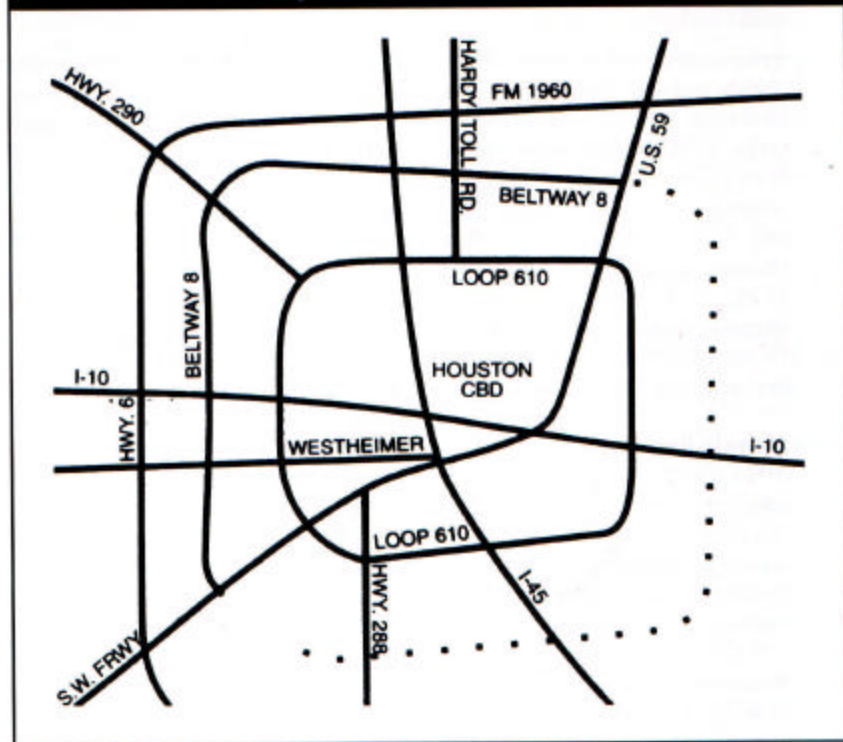 HWY. 290
HARDY TOLL RD.
FM 1960
U.S. 59
BELTWAY 8
LOOP 610
BELTWAY 8
HOUSTON
CBD
I-10
HWY. 6
WESTHEIMER
I-10
LOOP 610
HWY. 288
I-45
S.W. FRWY